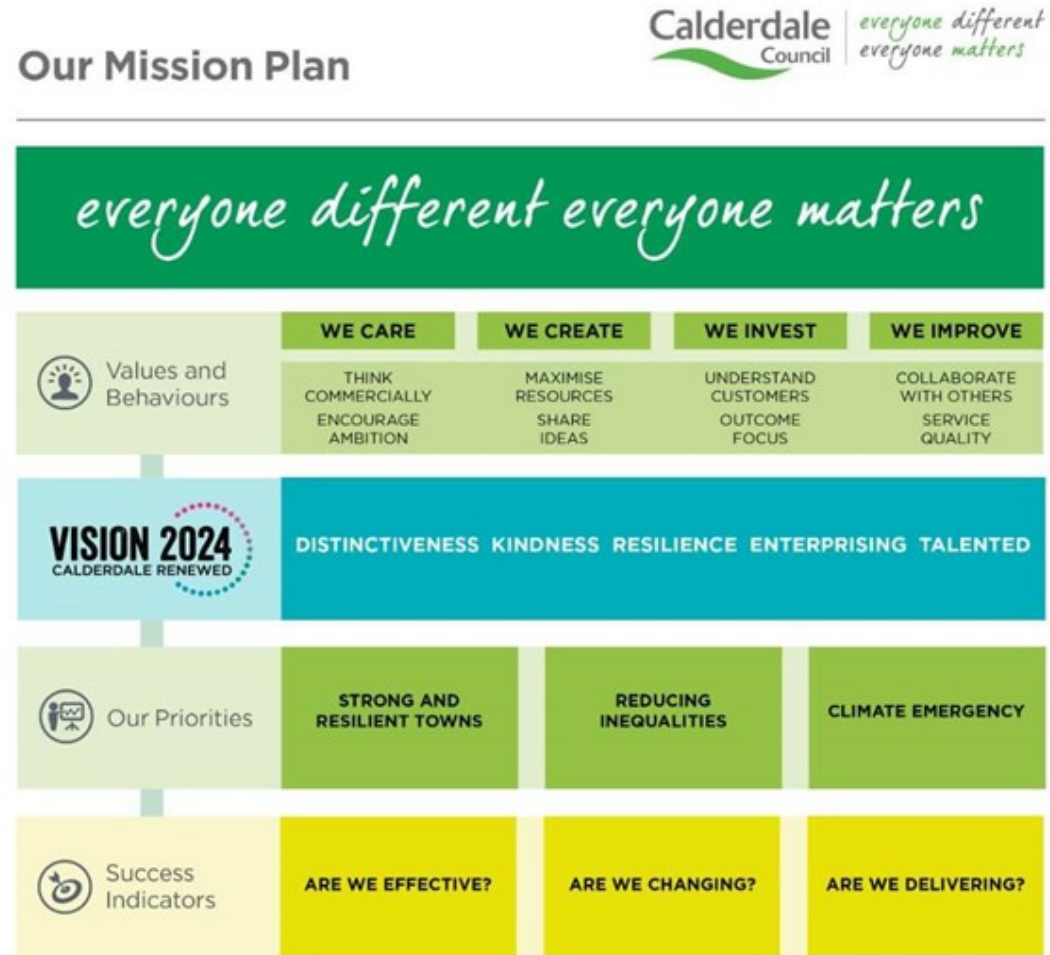 Our Mission Plan
Calderdale
Council
everyone different
everyone matters
everyone different everyone matters
Values and
Behaviours
WE CARE
THINK
COMMERCIALLY
ENCOURAGE
AMBITION
WE CREATE
MAXIMISE
RESOURCES
SHARE
IDEAS
WE INVEST
UNDERSTAND
CUSTOMERS
OUTCOME
FOCUS
WE IMPROVE
COLLABORATE
WITH OTHERS
SERVICE
QUALITY
VISION 2024
CALDERDALE RENEWED
DISTINCTIVENESS KINDNESS RESILIENCE ENTERPRISING TALENTED
Our Priorities
STRONG AND
RESILIENT TOWNS
REDUCING
INEQUALITIES
CLIMATE EMERGENCY
Success
Indicators
ARE WE EFFECTIVE?
ARE WE CHANGING?
ARE WE DELIVERING?